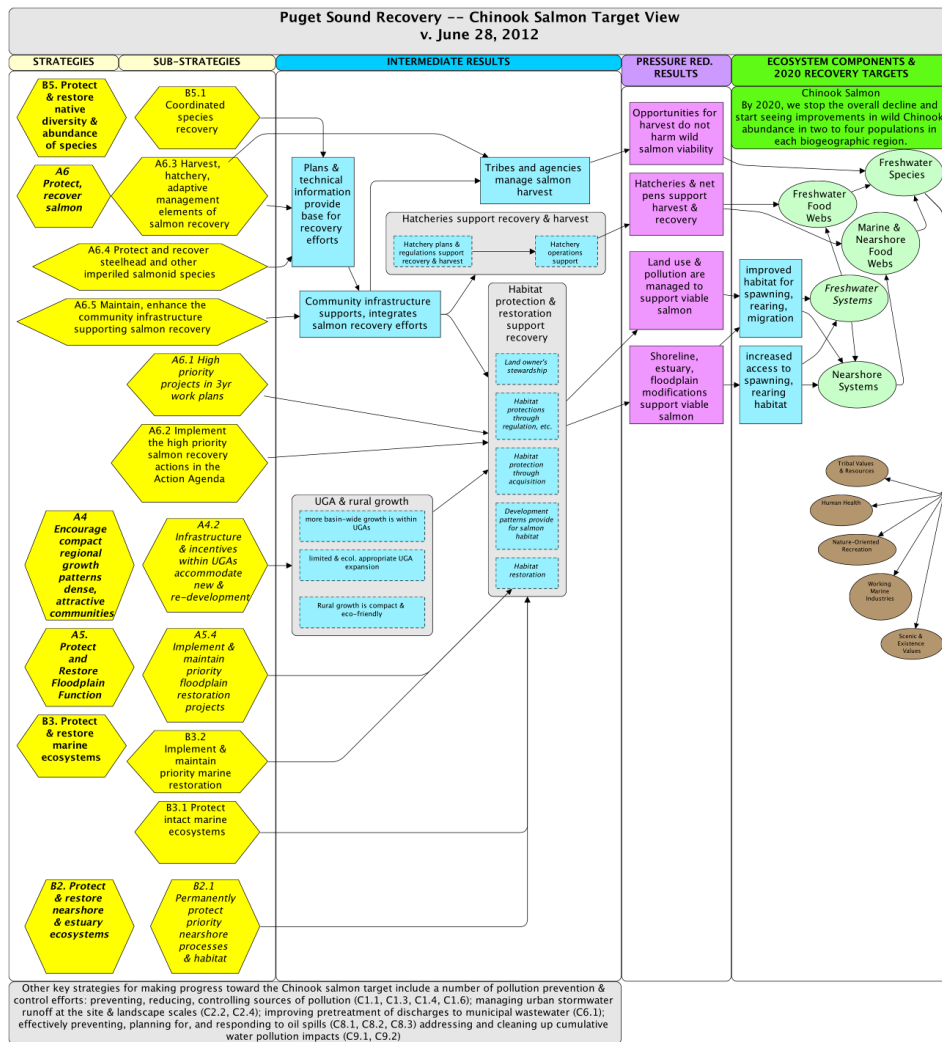 Puget Sound Recovery -- Chinook Salmon Target View
v. June 28, 2012
STRATEGIES
SUB-STRATEGIES
INTERMEDIATE RESULTS
PRESSURE RED.
RESULTS
ECOSYSTEM COMPONENTS &
2020 RECOVERY TARGETS
B5. Protect
& restore
native
diversity &
abundance
of species
A6
Protect,
recover
salmon
A4
Encourage
compact
regional
growth
patterns
dense,
attractive
communities
A5.
Protect
and
Restore
Floodplain
Function
B3. Protect
& restore
marine
ecosystems
B2. Protect
& restore
nearshore
& estuary
ecosystems
B5.1
Coordinated
species
recovery
A6.3 Harvest,
hatchery,
adaptive
management
elements of
salmon recovery
A6.4 Protect and recover
steelhead and other
imperiled salmonid species
A6.5 Maintain, enhance the
community infrastructure
supporting salmon recovery
A6.1 High
priority
projects in 3yr
work plans
A6.2 Implement
the high priority
salmon recovery
actions in the
Action Agenda
A4.2
Infrastructure
& incentives
within UGAs
accommodate
new &
re-development
A5.4
Implement &
maintain
priority
floodplain
restoration
projects
B3.2
Implement &
maintain
priority marine
restoration
B3.1 Protect
intact marine
ecosystems
B2.1
Permanently
protect
priority
nearshore
processes
& habitat
Plans &
technical
information
provide
base for
recovery
efforts
Tribes and agencies
manage salmon
harvest
Hatcheries support recovery & harvest
Hatchery plans &
regulations support
recovery & harvest
Hatchery
operations
support
Community infrastructure
supports, integrates
salmon recovery efforts
Habitat
protection &
restoration
support
recovery
Land owner's
stewardship
Habitat
protections
through
regulation, etc.
Habitat
protection
through
acquisition
Development
patterns provide
for salmon
habitat
Habitat
restoration
UGA & rural growth
more basin-wide growth is within
UGAs
limited & ecol. appropriate UGA
expansion
Rural growth is compact &
eco-friendly
Opportunities for
harvest do not
harm wild
salmon viability
Hatcheries & net
pens support
harvest &
recovery
Land use &
pollution are
managed to
support viable
salmon
Shoreline,
estuary,
floodplain
modifications
support viable
salmon
Chinook Salmon
By 2020, we stop the overall decline and
start seeing improvements in wild Chinook
abundance in two to four populations in
each biogeographic region.
Freshwater
Species
Freshwater
Food
Webs
Marine &
Nearshore
Food
Webs
improved
habitat for
spawning,
rearing,
migration
Freshwater
Systems
increased
access to
spawning,
rearing
habitat
Nearshore
Systems
Tribal Values
& Resources
Human Health
Nature-Oriented
Recreation
Working
Marine
Industries
Scenic &
Existence
Values
Other key strategies for making progress toward the Chinook salmon target include a number of pollution prevention &
control efforts: preventing, reducing, controlling sources of pollution (C1.1, C1.3, C1.4, C1.6); managing urban stormwater
runoff at the site & landscape scales (C2.2, C2.4); improving pretreatment of discharges to municipal wastewater (C6.1);
effectively preventing, planning for, and responding to oil spills (C8.1, C8.2, C8.3) addressing and cleaning up cumulative
water pollution impacts (C9.1, C9.2)